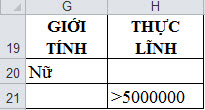 G H
19 GIỚI TÍNH THỰC LĨNH
20 Nữ
21 >5000000